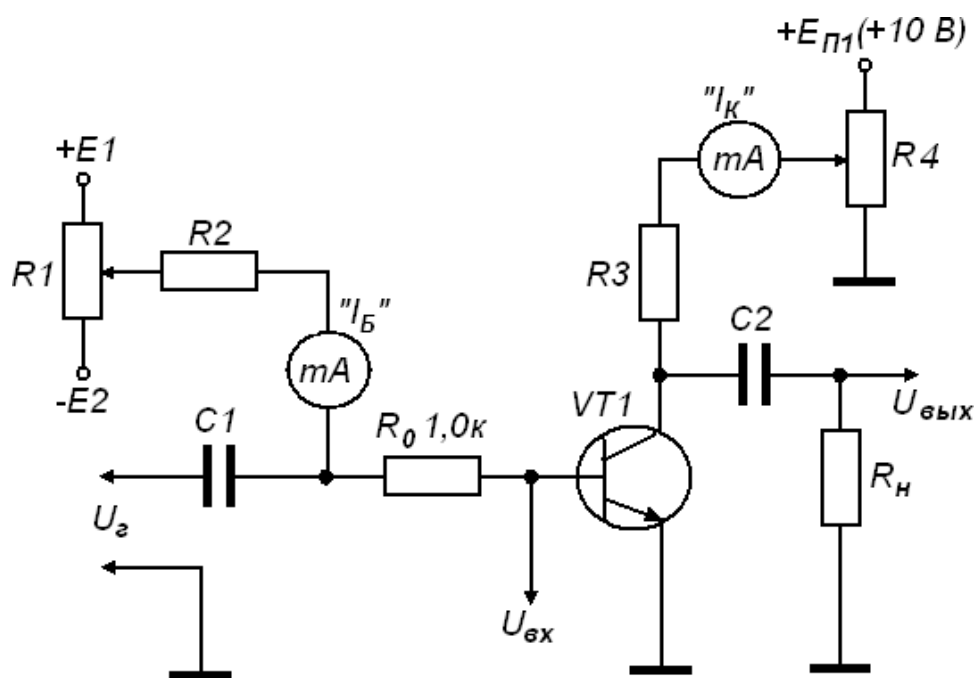 +E_П1(+10 В)
"I_К"
mA
R4
+E1
R2
R1
R3
"I_Б"
mA
-E2
C2
C1
VT1
R_0 1,0к
U_вых
R_н
U_г
U_вх